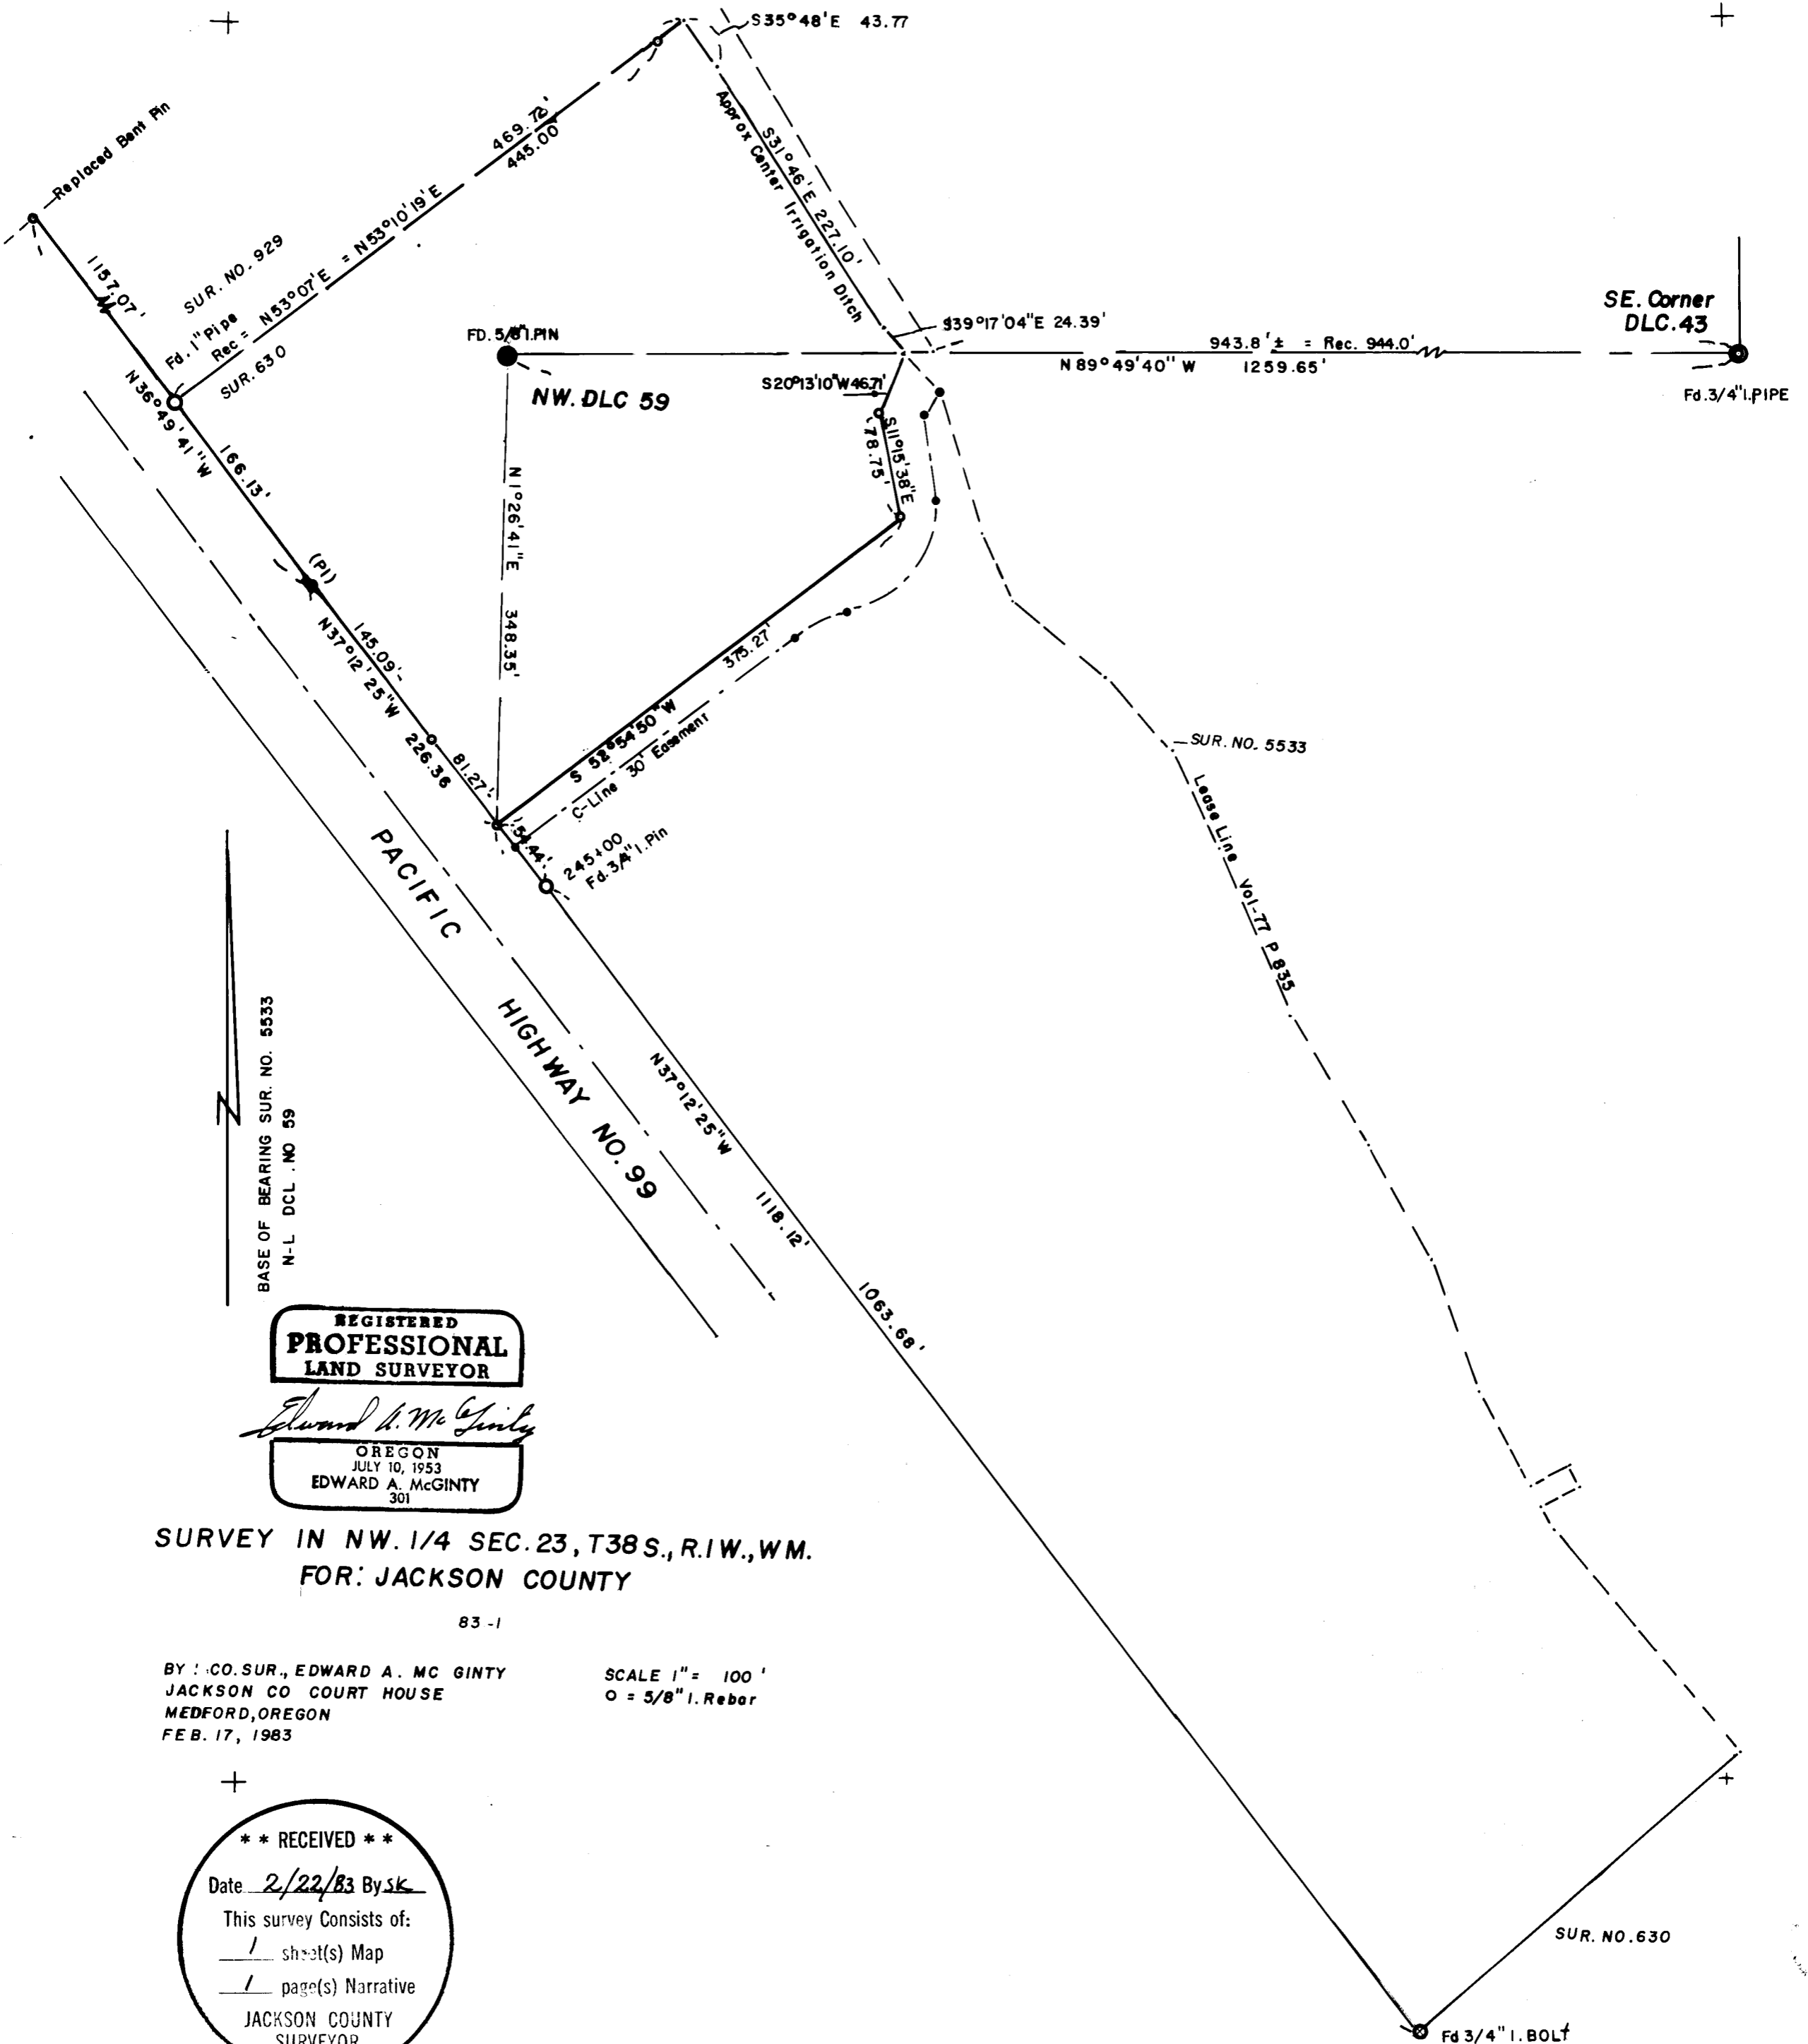 S35°48'E 43.77
Replaced Bent Pin
469.72'
445.00
Approx Center Irrigation Ditch
S31°46'E 227.10'
1157.07'
SUR. NO. 929
Fd. 1" Pipe
Rec = N53°07'E = N53°10'19"E
SUR. 630
N36°49'41"W
166.13'
FD. 5/8" I.PIN
NW. DLC 59
S39°17'04"E 24.39'
943.8'± = Rec. 944.0'
N 89°49'40" W 1259.65'
SE. Corner
DLC. 43
Fd. 3/4" I.PIPE
S20°13'10"W 46.71'
S11°15'38"E
78.75'
N1°26'41"E 348.35'
(PI)
145.09'
N37°12'25"W
226.36
81.27'
375.27'
S 52°54'50"W
C-Line 30' Easement
54.44'
245+00
Fd. 3/4" I.Pin
SUR. NO. 5533
Lease Line Vol-77 P 835
PACIFIC HIGHWAY NO. 99
N37°12'25"W
1118.12'
1063.68'
BASE OF BEARING SUR. NO. 5533
N-L DCL . NO 59
REGISTERED
PROFESSIONAL
LAND SURVEYOR
Edward A. McGinty
OREGON
JULY 10, 1953
EDWARD A. McGINTY
301
SURVEY IN NW. 1/4 SEC. 23, T38S., R.1W., WM.
FOR: JACKSON COUNTY
83-1
BY: CO. SUR., EDWARD A. MC GINTY
JACKSON CO COURT HOUSE
MEDFORD, OREGON
FEB. 17, 1983
SCALE 1" = 100'
O = 5/8" I. Rebar
* * RECEIVED * *
Date 2/22/83 By SK
This survey Consists of:
1 sheet(s) Map
1 page(s) Narrative
JACKSON COUNTY
SURVEYOR
SUR. NO. 630
Fd 3/4" I. BOLT